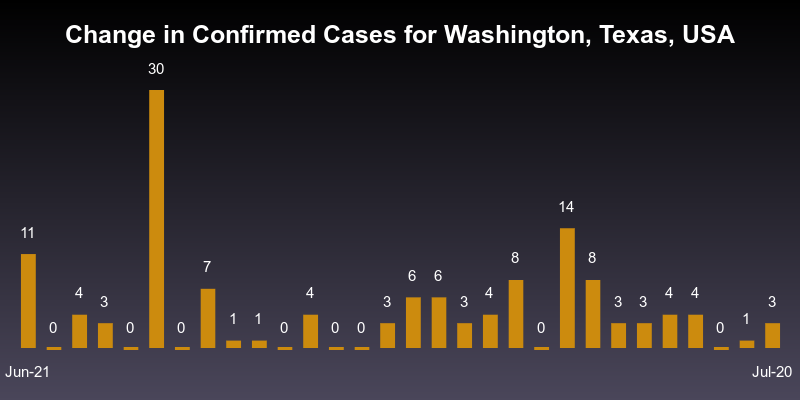 Change in Confirmed Cases for Washington, Texas, USA
11 0 4 3 0 30 0 7 1 1 0 4 0 0 3 6 6 3 4 8 0 14 8 3 3 4 4 0 1 3
Jun-21 Jul-20